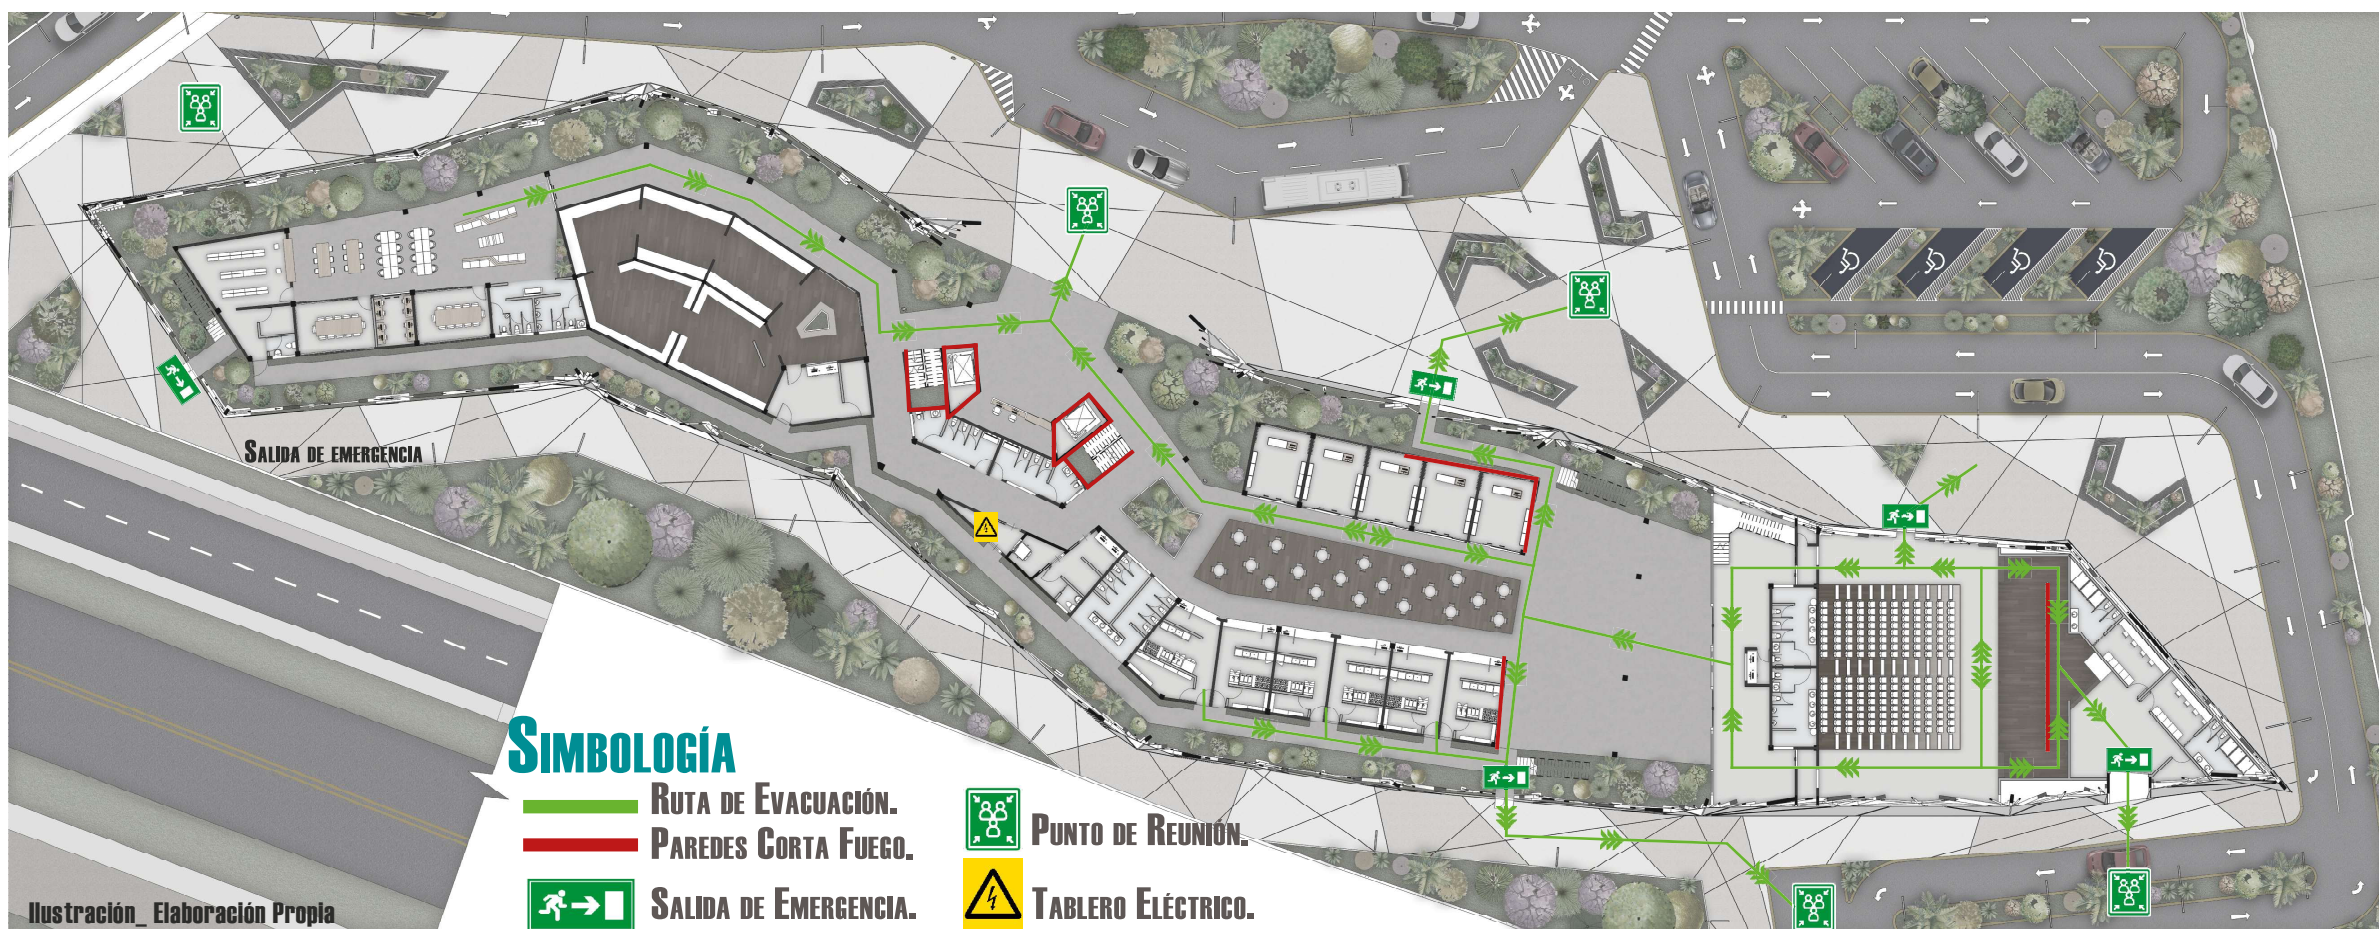 Salida de emergencia
Simbología
Ruta de Evacuación.
Paredes Corta Fuego.
Salida de Emergencia.
Punto de Reunión.
Tablero Eléctrico.
Ilustración_ Elaboración Propia